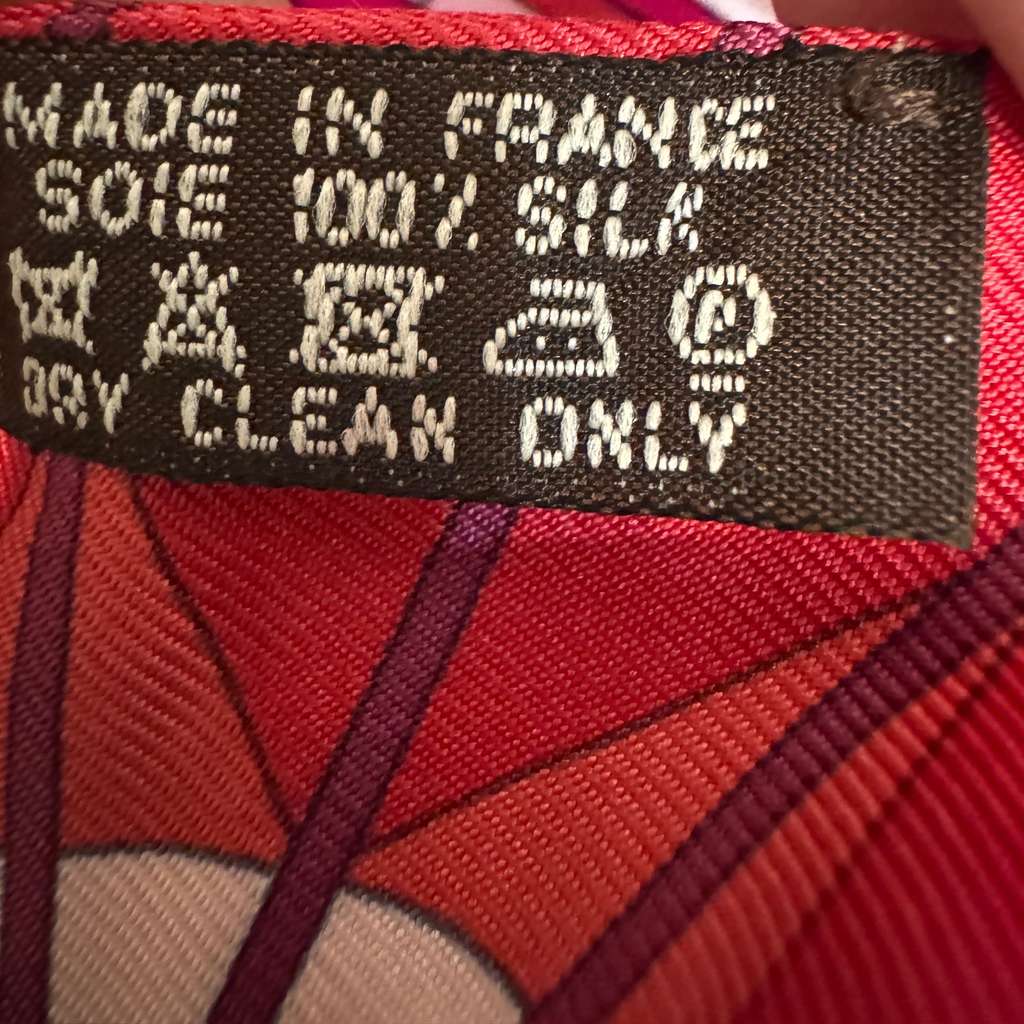 MADE IN FRANCE
SOIE 100% SILK
P
DRY CLEAN ONLY